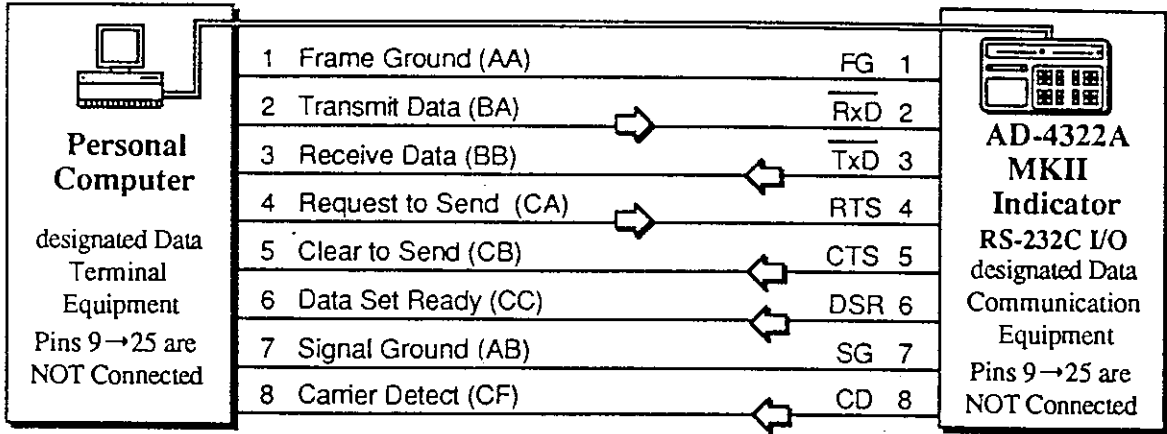 Personal
Computer
designated Data
Terminal
Equipment
Pins 9→25 are
NOT Connected
1 Frame Ground (AA) FG 1
2 Transmit Data (BA) R̅x̅D̅ 2
3 Receive Data (BB) T̅x̅D̅ 3
4 Request to Send (CA) RTS 4
5 Clear to Send (CB) CTS 5
6 Data Set Ready (CC) DSR 6
7 Signal Ground (AB) SG 7
8 Carrier Detect (CF) CD 8
AD-4322A
MKII
Indicator
RS-232C I/O
designated Data
Communication
Equipment
Pins 9→25 are
NOT Connected